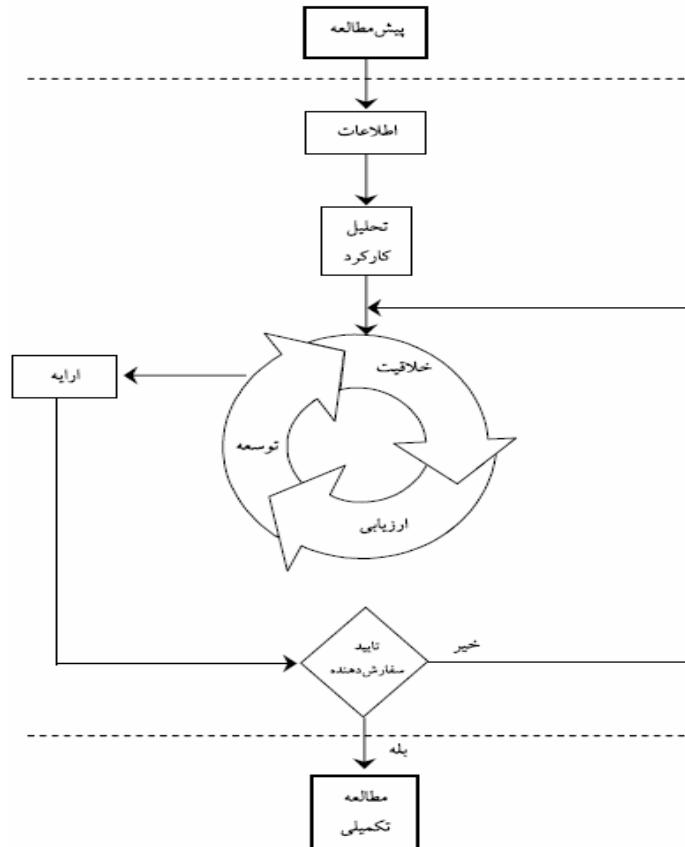 پیش‌مطالعه
اطلاعات
تحلیل
کارکرد
خلاقیت
ارایه
توسعه
ارزیابی
تایید
سفارش‌دهنده
خیر
بله
مطالعه
تکمیلی